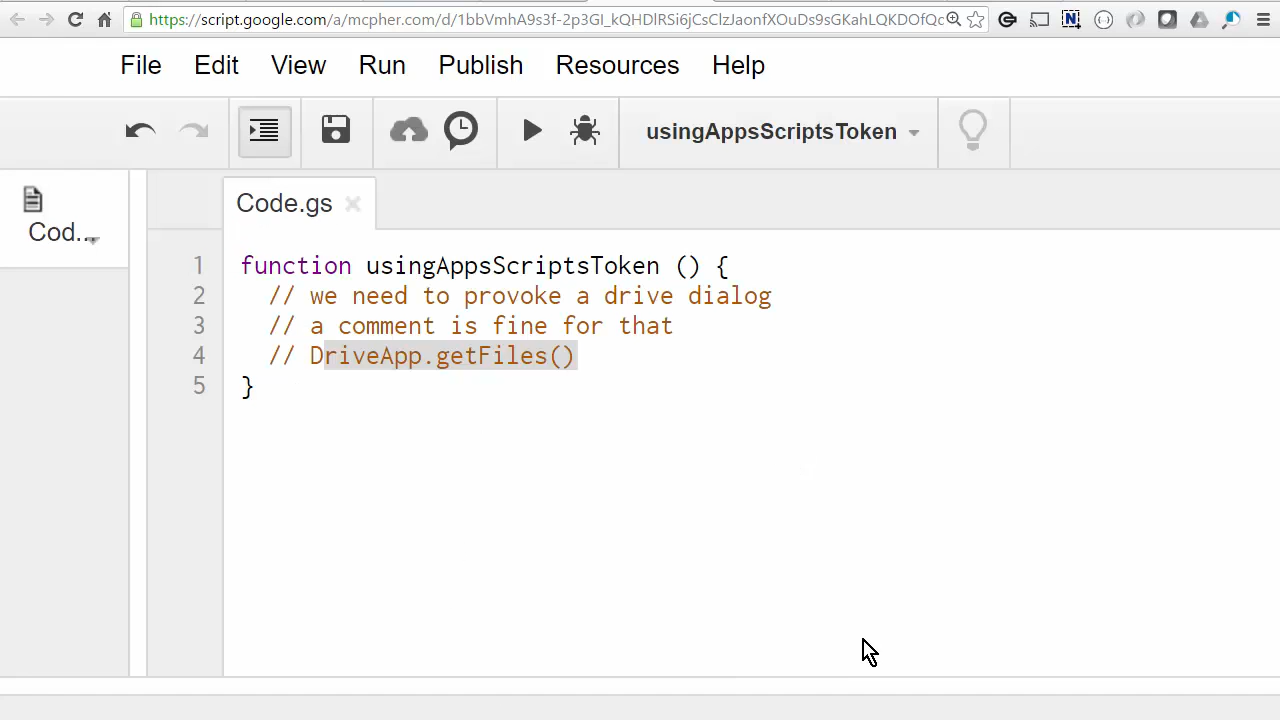 https://script.google.com/a/mcpher.com/d/1bbVmtA9s3f-2p3GI_kQHDlRSi6jCsClzJaonfXOuDs9sGKahLQKDOfQc
File Edit View Run Publish Resources Help
usingAppsScriptsToken
Cod...
Code.gs
1 function usingAppsScriptsToken () {
2 // we need to provoke a drive dialog
3 // a comment is fine for that
4 // DriveApp.getFiles()
5 }